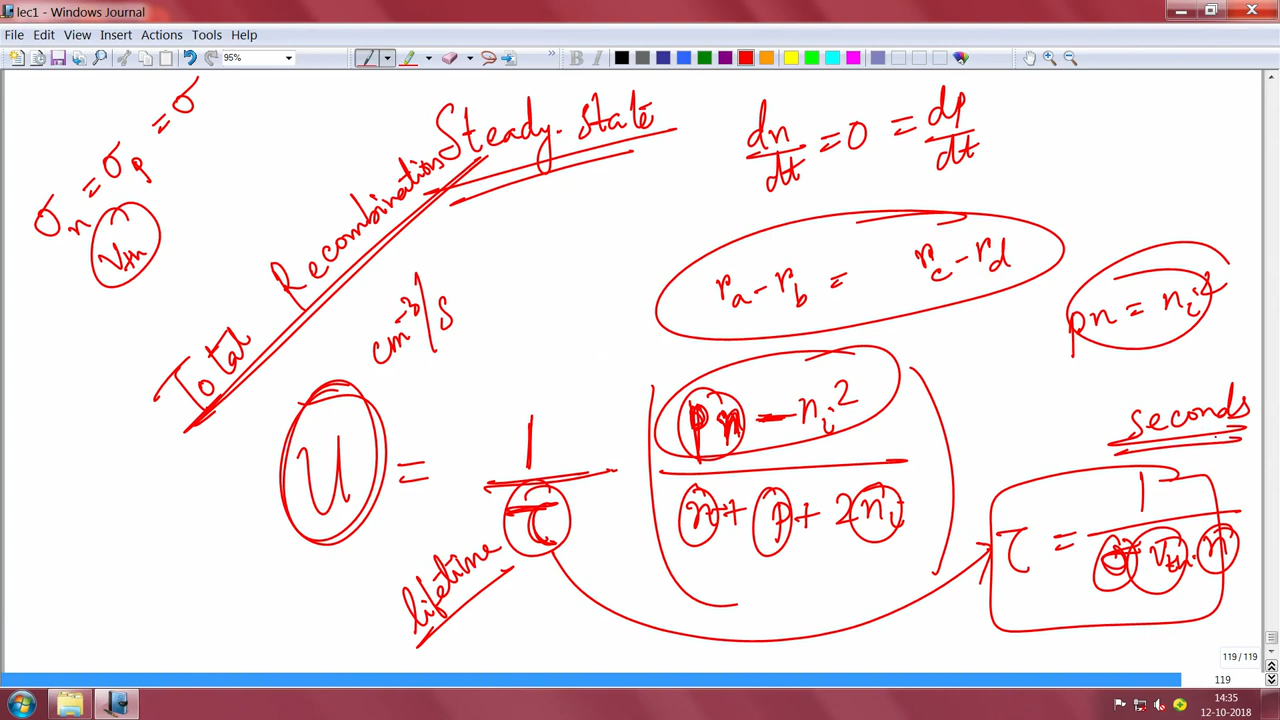 lec1 - Windows Journal
File Edit View Insert Actions Tools Help
95%
σn = σp = σ
vth
Total Recombination
Steady. state
dn/dt = 0 = dp/dt
ra - rb = rc - rd
pn = ni²
cm⁻³/s
U = 1/τ ( (pn - ni²) / (n + p + 2ni) )
lifetime
seconds
τ = 1 / (σ vth . n)
119 / 119
119
14:35
12-10-2018